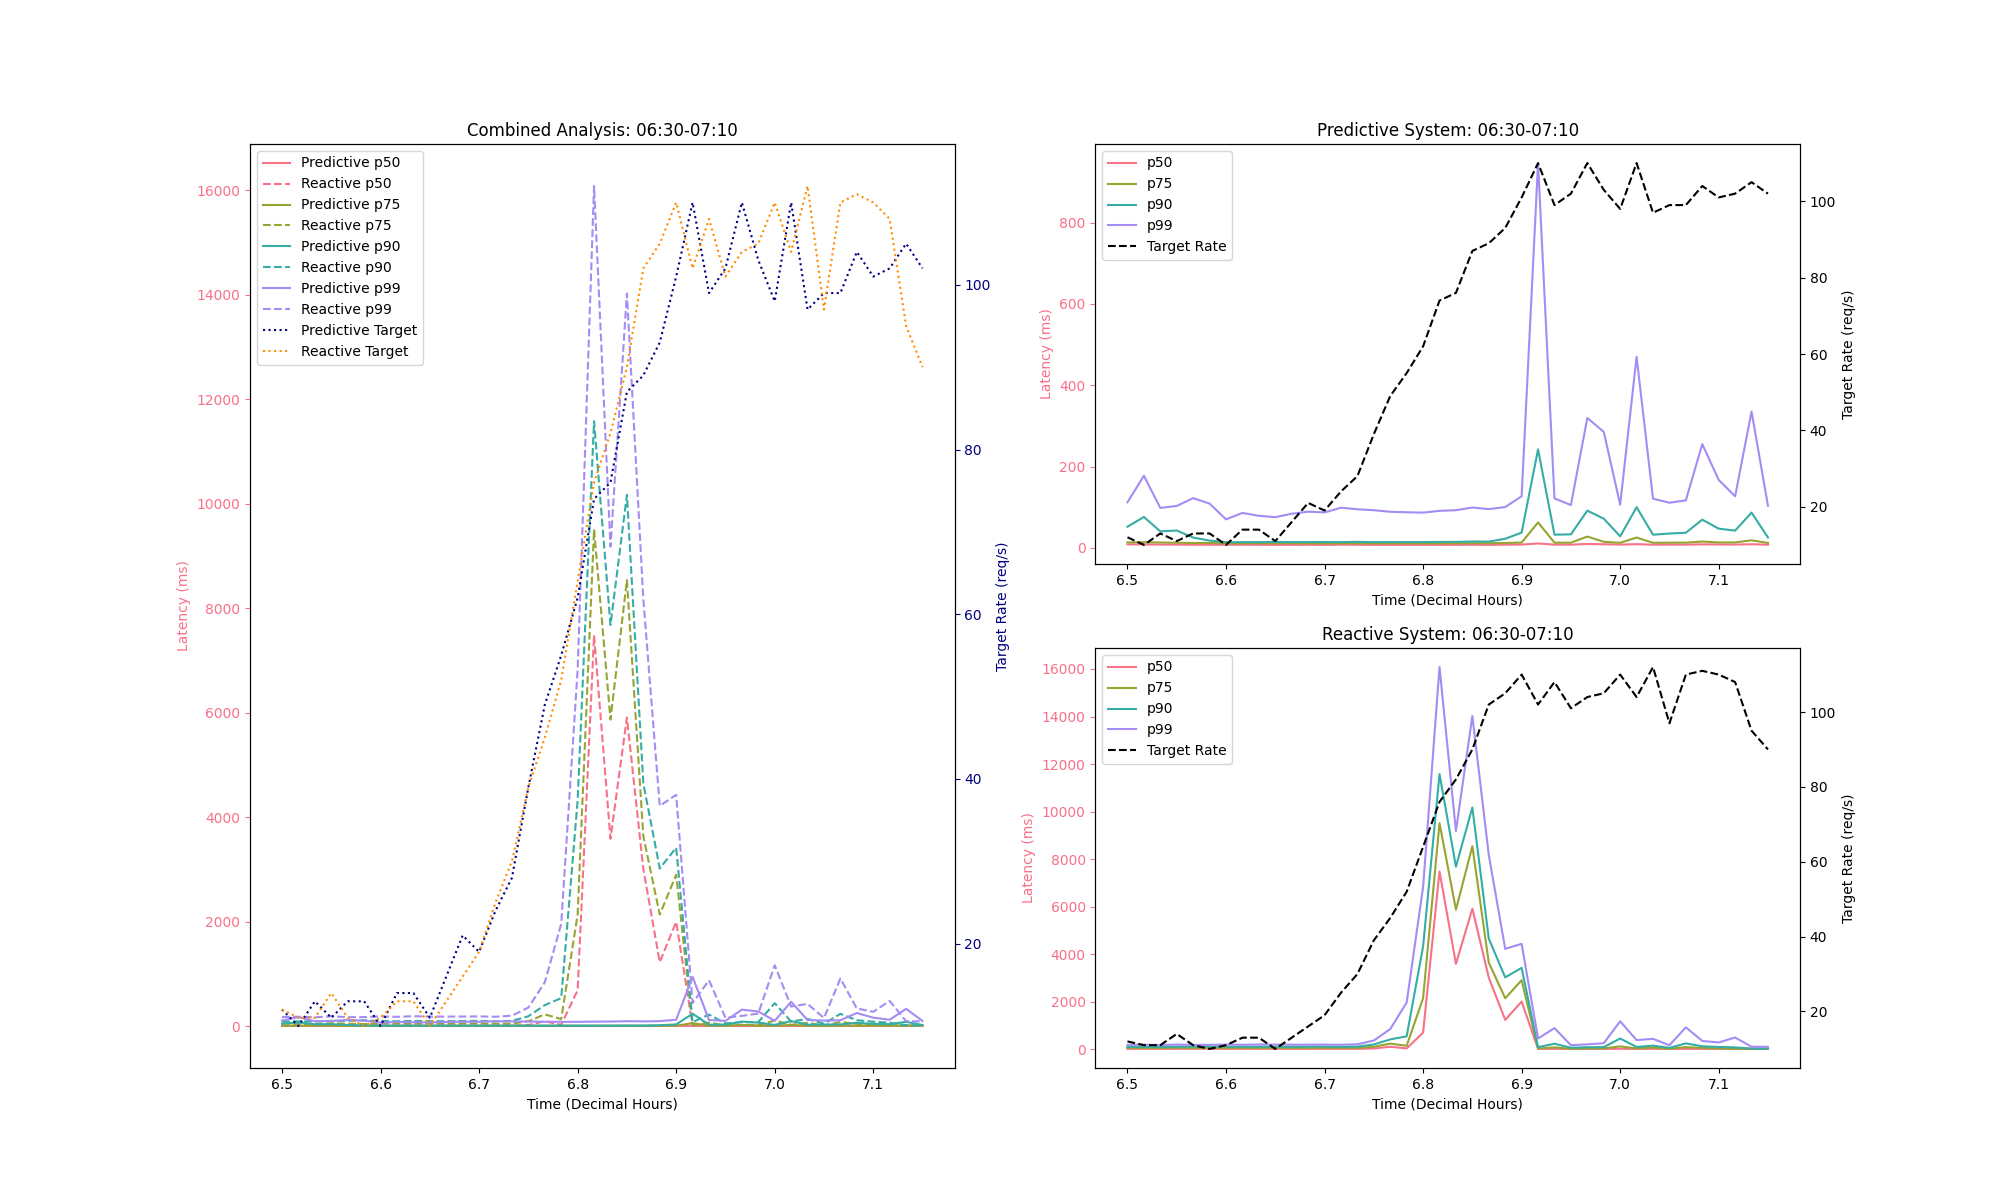 Combined Analysis: 06:30-07:10
Predictive p50
Reactive p50
Predictive p75
Reactive p75
Predictive p90
Reactive p90
Predictive p99
Reactive p99
Predictive Target
Reactive Target
16000
14000
12000
10000
8000
6000
4000
2000
0
Latency (ms)
100
80
60
40
20
Target Rate (req/s)
6.5 6.6 6.7 6.8 6.9 7.0 7.1
Time (Decimal Hours)
Predictive System: 06:30-07:10
p50
p75
p90
p99
Target Rate
800
600
400
200
0
Latency (ms)
100
80
60
40
20
Target Rate (req/s)
6.5 6.6 6.7 6.8 6.9 7.0 7.1
Time (Decimal Hours)
Reactive System: 06:30-07:10
p50
p75
p90
p99
Target Rate
16000
14000
12000
10000
8000
6000
4000
2000
0
Latency (ms)
100
80
60
40
20
Target Rate (req/s)
6.5 6.6 6.7 6.8 6.9 7.0 7.1
Time (Decimal Hours)